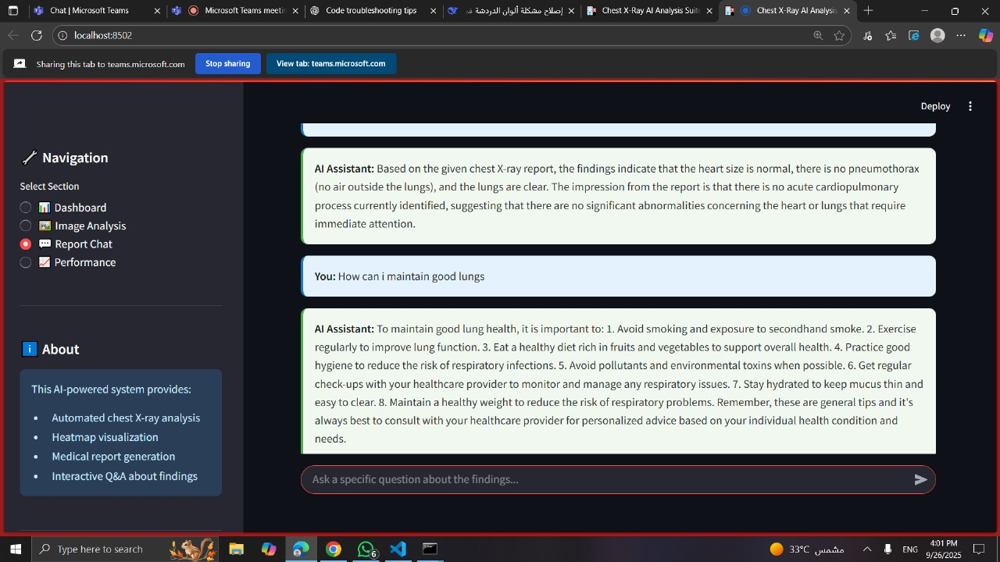 Chat | Microsoft Teams
Microsoft Teams meetin
Code troubleshooting tips
إصلاح مشكلة ألوان الدردشة في
Chest X-Ray AI Analysis Suite
Chest X-Ray AI Analysis
localhost:8502
Sharing this tab to teams.microsoft.com
Stop sharing
View tab: teams.microsoft.com
Deploy
Navigation
Select Section
Dashboard
Image Analysis
Report Chat
Performance
About
This AI-powered system provides:
• Automated chest X-ray analysis
• Heatmap visualization
• Medical report generation
• Interactive Q&A about findings
AI Assistant: Based on the given chest X-ray report, the findings indicate that the heart size is normal, there is no pneumothorax
(no air outside the lungs), and the lungs are clear. The impression from the report is that there is no acute cardiopulmonary
process currently identified, suggesting that there are no significant abnormalities concerning the heart or lungs that require
immediate attention.
You: How can i maintain good lungs
AI Assistant: To maintain good lung health, it is important to: 1. Avoid smoking and exposure to secondhand smoke. 2. Exercise
regularly to improve lung function. 3. Eat a healthy diet rich in fruits and vegetables to support overall health. 4. Practice good
hygiene to reduce the risk of respiratory infections. 5. Avoid pollutants and environmental toxins when possible. 6. Get regular
check-ups with your healthcare provider to monitor and manage any respiratory issues. 7. Stay hydrated to keep mucus thin and
easy to clear. 8. Maintain a healthy weight to reduce the risk of respiratory problems. Remember, these are general tips and it's
always best to consult with your healthcare provider for personalized advice based on your individual health condition and
needs.
Ask a specific question about the findings...
Type here to search
6
33°C مشمس
ENG
4:01 PM
9/26/2025